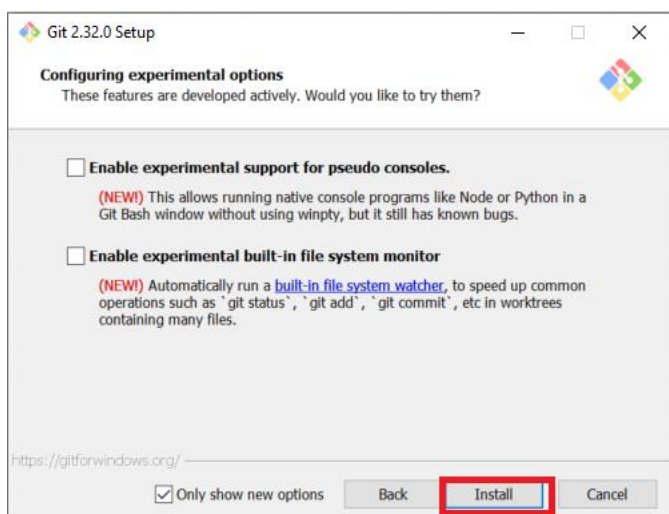 Git 2.32.0 Setup
Configuring experimental options
These features are developed actively. Would you like to try them?
Enable experimental support for pseudo consoles.
(NEW!) This allows running native console programs like Node or Python in a
Git Bash window without using winpty, but it still has known bugs.
Enable experimental built-in file system monitor
(NEW!) Automatically run a built-in file system watcher, to speed up common
operations such as `git status`, `git add`, `git commit`, etc in worktrees
containing many files.
https://gitforwindows.org/
Only show new options Back Install Cancel